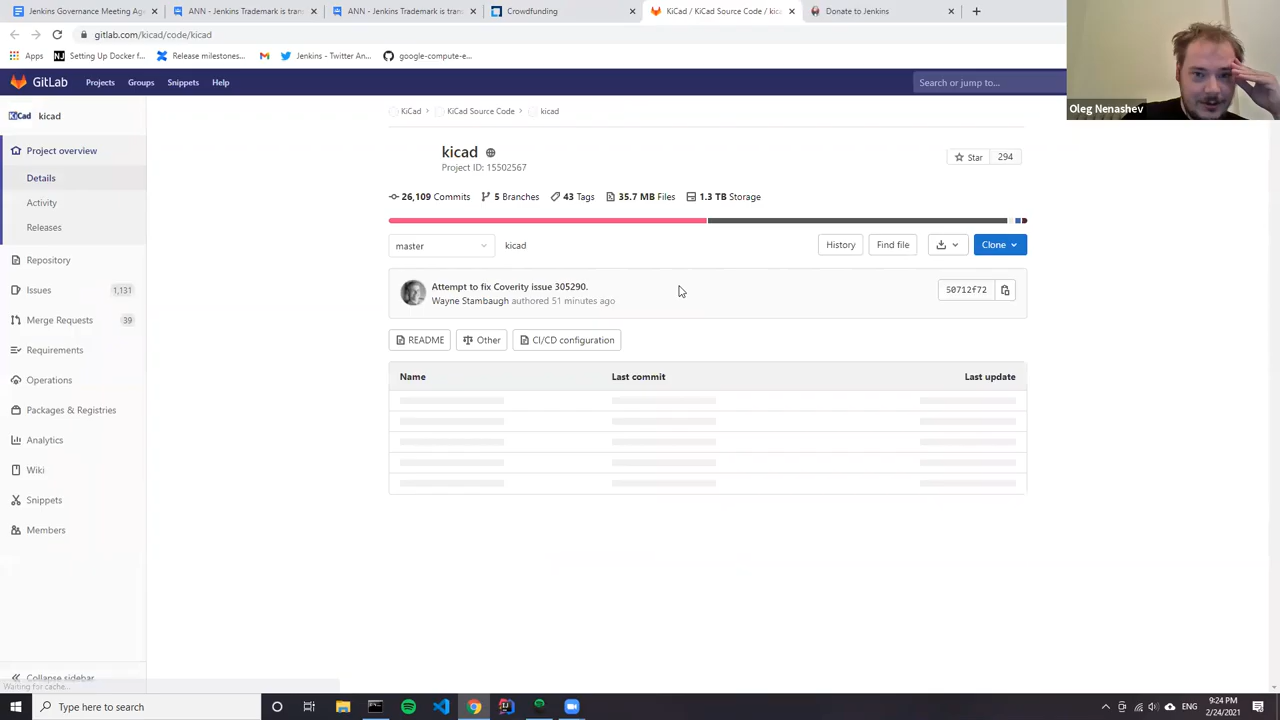 Jenkins Governance Meeting Ag
ANN - Jenkins Trademark is tran
ANN - Jenkins Trademark is tran
Crowdfunding
KiCad / KiCad Source Code / kic
Donate to Jenkins
gitlab.com/kicad/code/kicad
Apps
Setting Up Docker f...
Release milestones...
Jenkins - Twitter An...
google-compute-e...
GitLab
Projects
Groups
Snippets
Help
Search or jump to...
Oleg Nenashev
KiCad
kicad
Project overview
Details
Activity
Releases
Repository
Issues 1,131
Merge Requests 39
Requirements
Operations
Packages & Registries
Analytics
Wiki
Snippets
Members
Collapse sidebar
Waiting for cache...
KiCad > KiCad Source Code > kicad
kicad
Project ID: 15502567
Star 294
26,109 Commits 5 Branches 43 Tags 35.7 MB Files 1.3 TB Storage
master
kicad
History
Find file
Clone
Attempt to fix Coverity issue 305290.
Wayne Stambaugh authored 51 minutes ago
50712f72
README
Other
CI/CD configuration
Name Last commit Last update
Type here to search
ENG
9:24 PM
2/24/2021